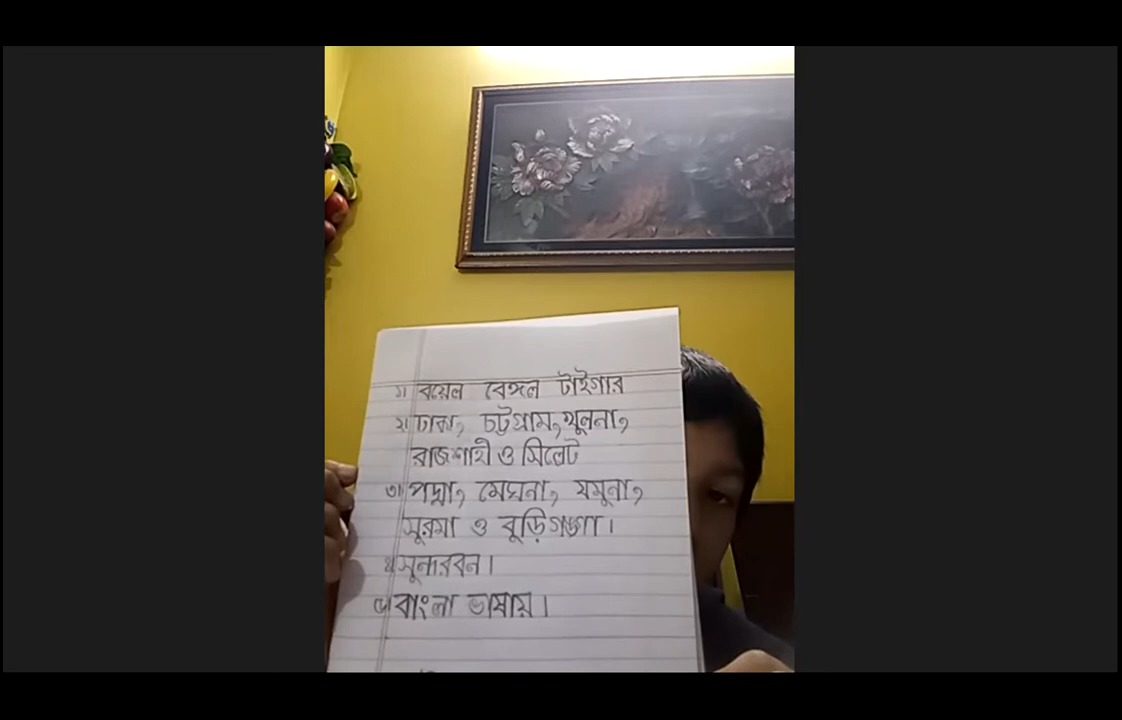 ১। রয়েল বেঙ্গল টাইগার
২। ঢাকা, চট্টগ্রাম, খুলনা,
রাজশাহী ও সিলেট
৩। পদ্মা, মেঘনা, যমুনা,
সুরমা ও বুড়িগঙ্গা।
৪। সুন্দরবন।
৫। বাংলা ভাষায়।